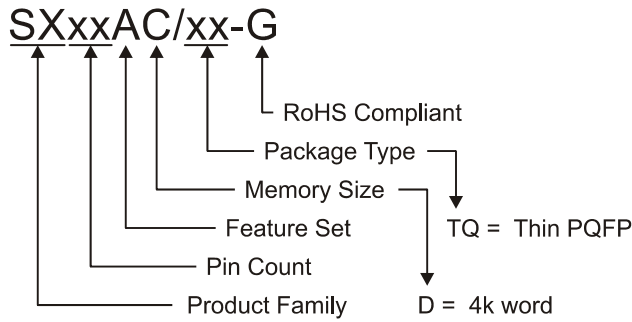 SXxxAC/xx-G
RoHS Compliant
Package Type
Memory Size
Feature Set
TQ = Thin PQFP
Pin Count
Product Family
D = 4k word